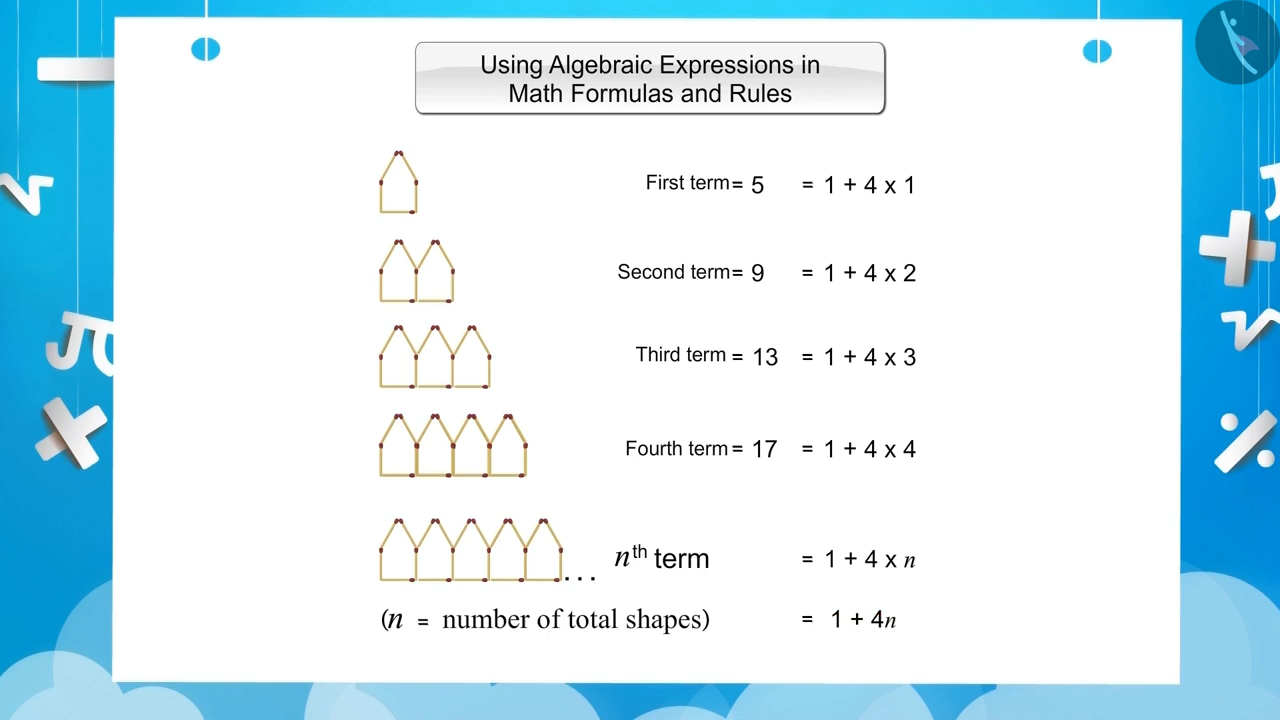 Using Algebraic Expressions in
Math Formulas and Rules
First term = 5 = 1 + 4 x 1
Second term = 9 = 1 + 4 x 2
Third term = 13 = 1 + 4 x 3
Fourth term = 17 = 1 + 4 x 4
... nth term = 1 + 4 x n
(n = number of total shapes) = 1 + 4n